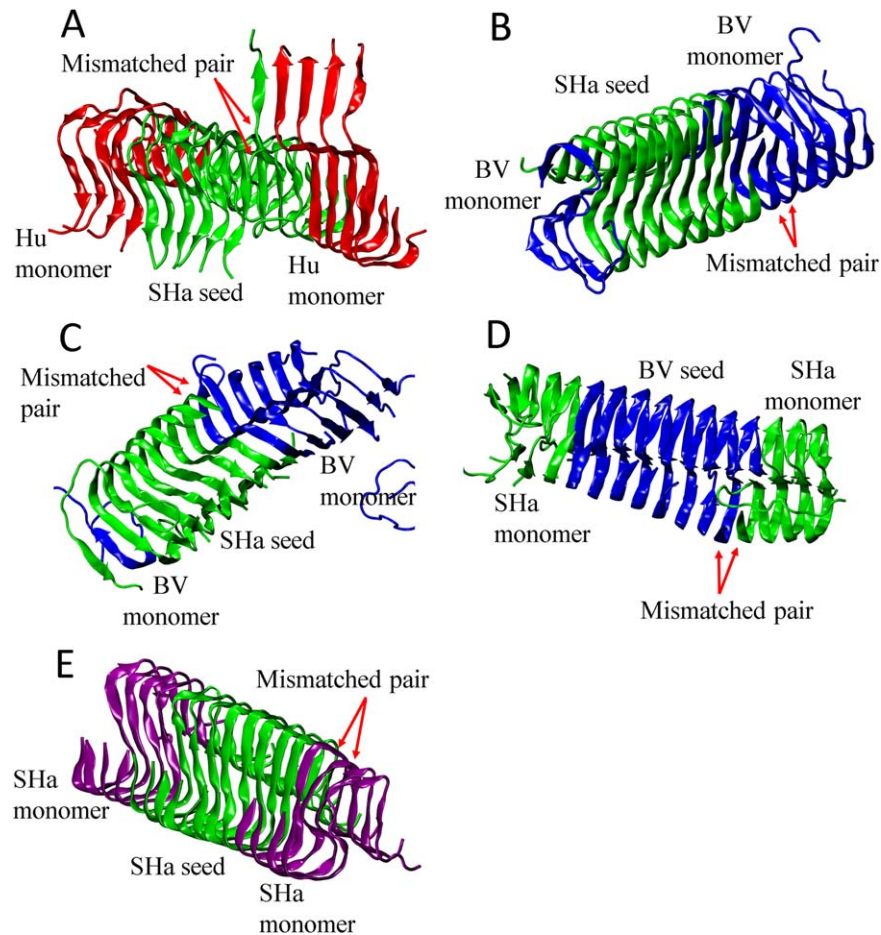 A
Mismatched pair
Hu
monomer
SHa seed
Hu
monomer
B
BV
monomer
SHa seed
BV
monomer
Mismatched pair
C
Mismatched
pair
BV
monomer
SHa seed
BV
monomer
D
BV seed
SHa
monomer
SHa
monomer
Mismatched pair
E
Mismatched pair
SHa
monomer
SHa seed
SHa
monomer